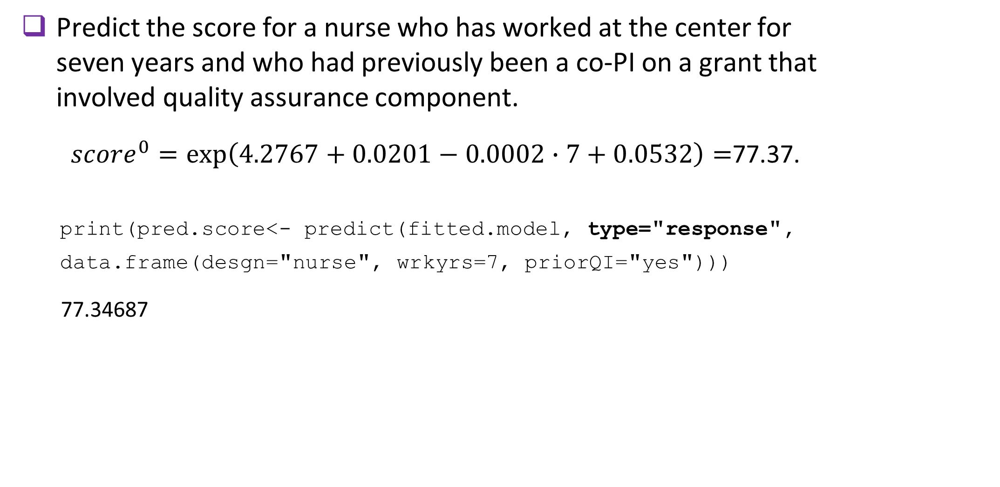 Predict the score for a nurse who has worked at the center for
seven years and who had previously been a co-PI on a grant that
involved quality assurance component.
score⁰ = exp(4.2767 + 0.0201 − 0.0002 · 7 + 0.0532) =77.37.
print(pred.score<- predict(fitted.model, type="response",
data.frame(desgn="nurse", wrkyrs=7, priorQI="yes")))
77.34687